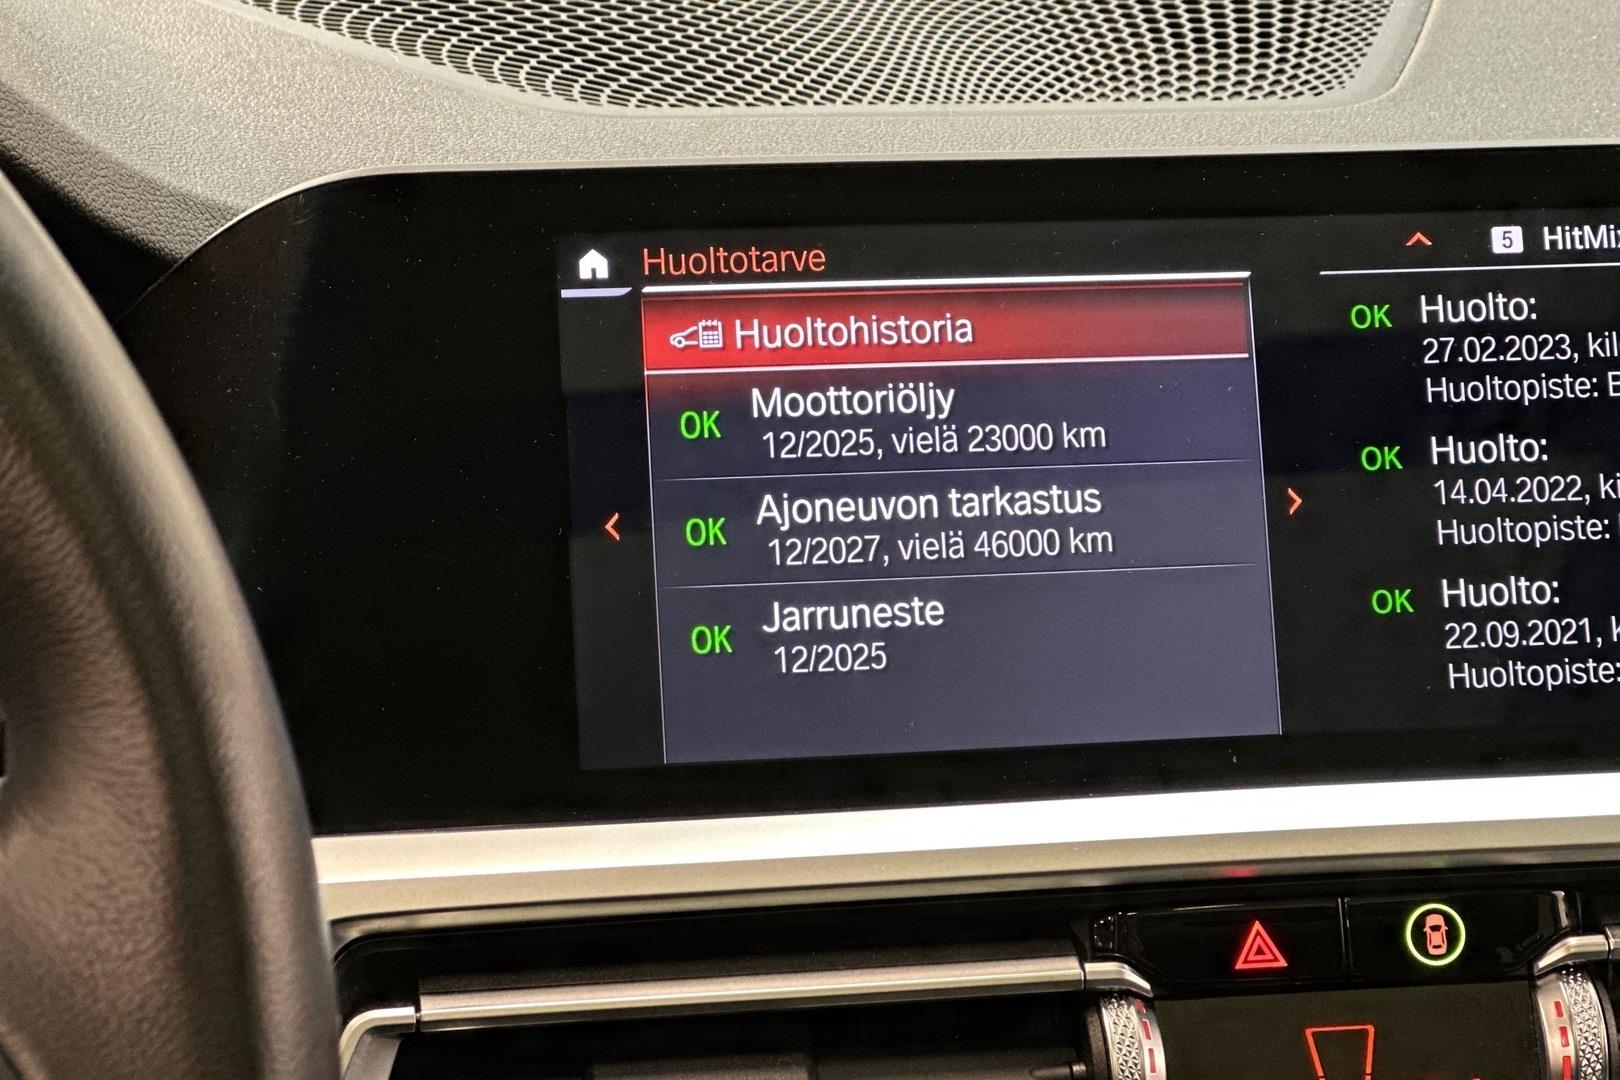 Huoltotarve
Huoltohistoria
OK Moottoriöljy
12/2025, vielä 23000 km
OK Ajoneuvon tarkastus
12/2027, vielä 46000 km
OK Jarruneste
12/2025
5
OK Huolto:
27.02.2023,
Huoltopiste:
OK Huolto:
14.04.2022,
Huoltopiste:
OK Huolto:
22.09.2021,
Huoltopiste: